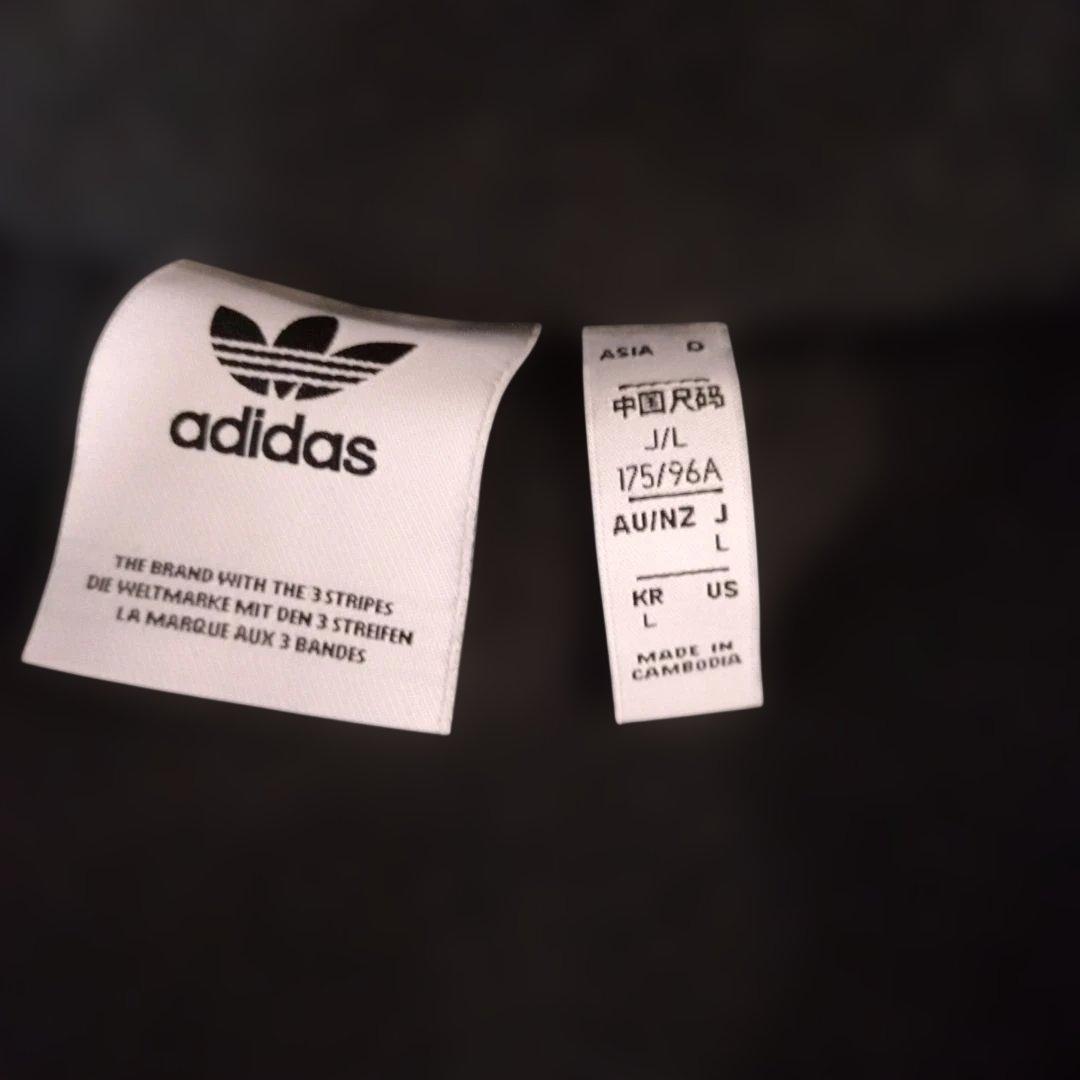 adidas
THE BRAND WITH THE 3 STRIPES
DIE WELTMARKE MIT DEN 3 STREIFEN
LA MARQUE AUX 3 BANDES
ASIA D
中国尺码
J/L
175/96A
AU/NZ J
L
KR US
L
MADE IN
CAMBODIA